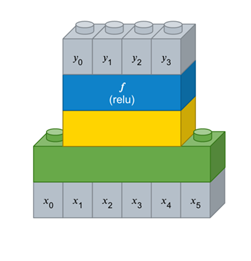 y₀ y₁ y₂ y₃
f
(relu)
x₀ x₁ x₂ x₃ x₄ x₅